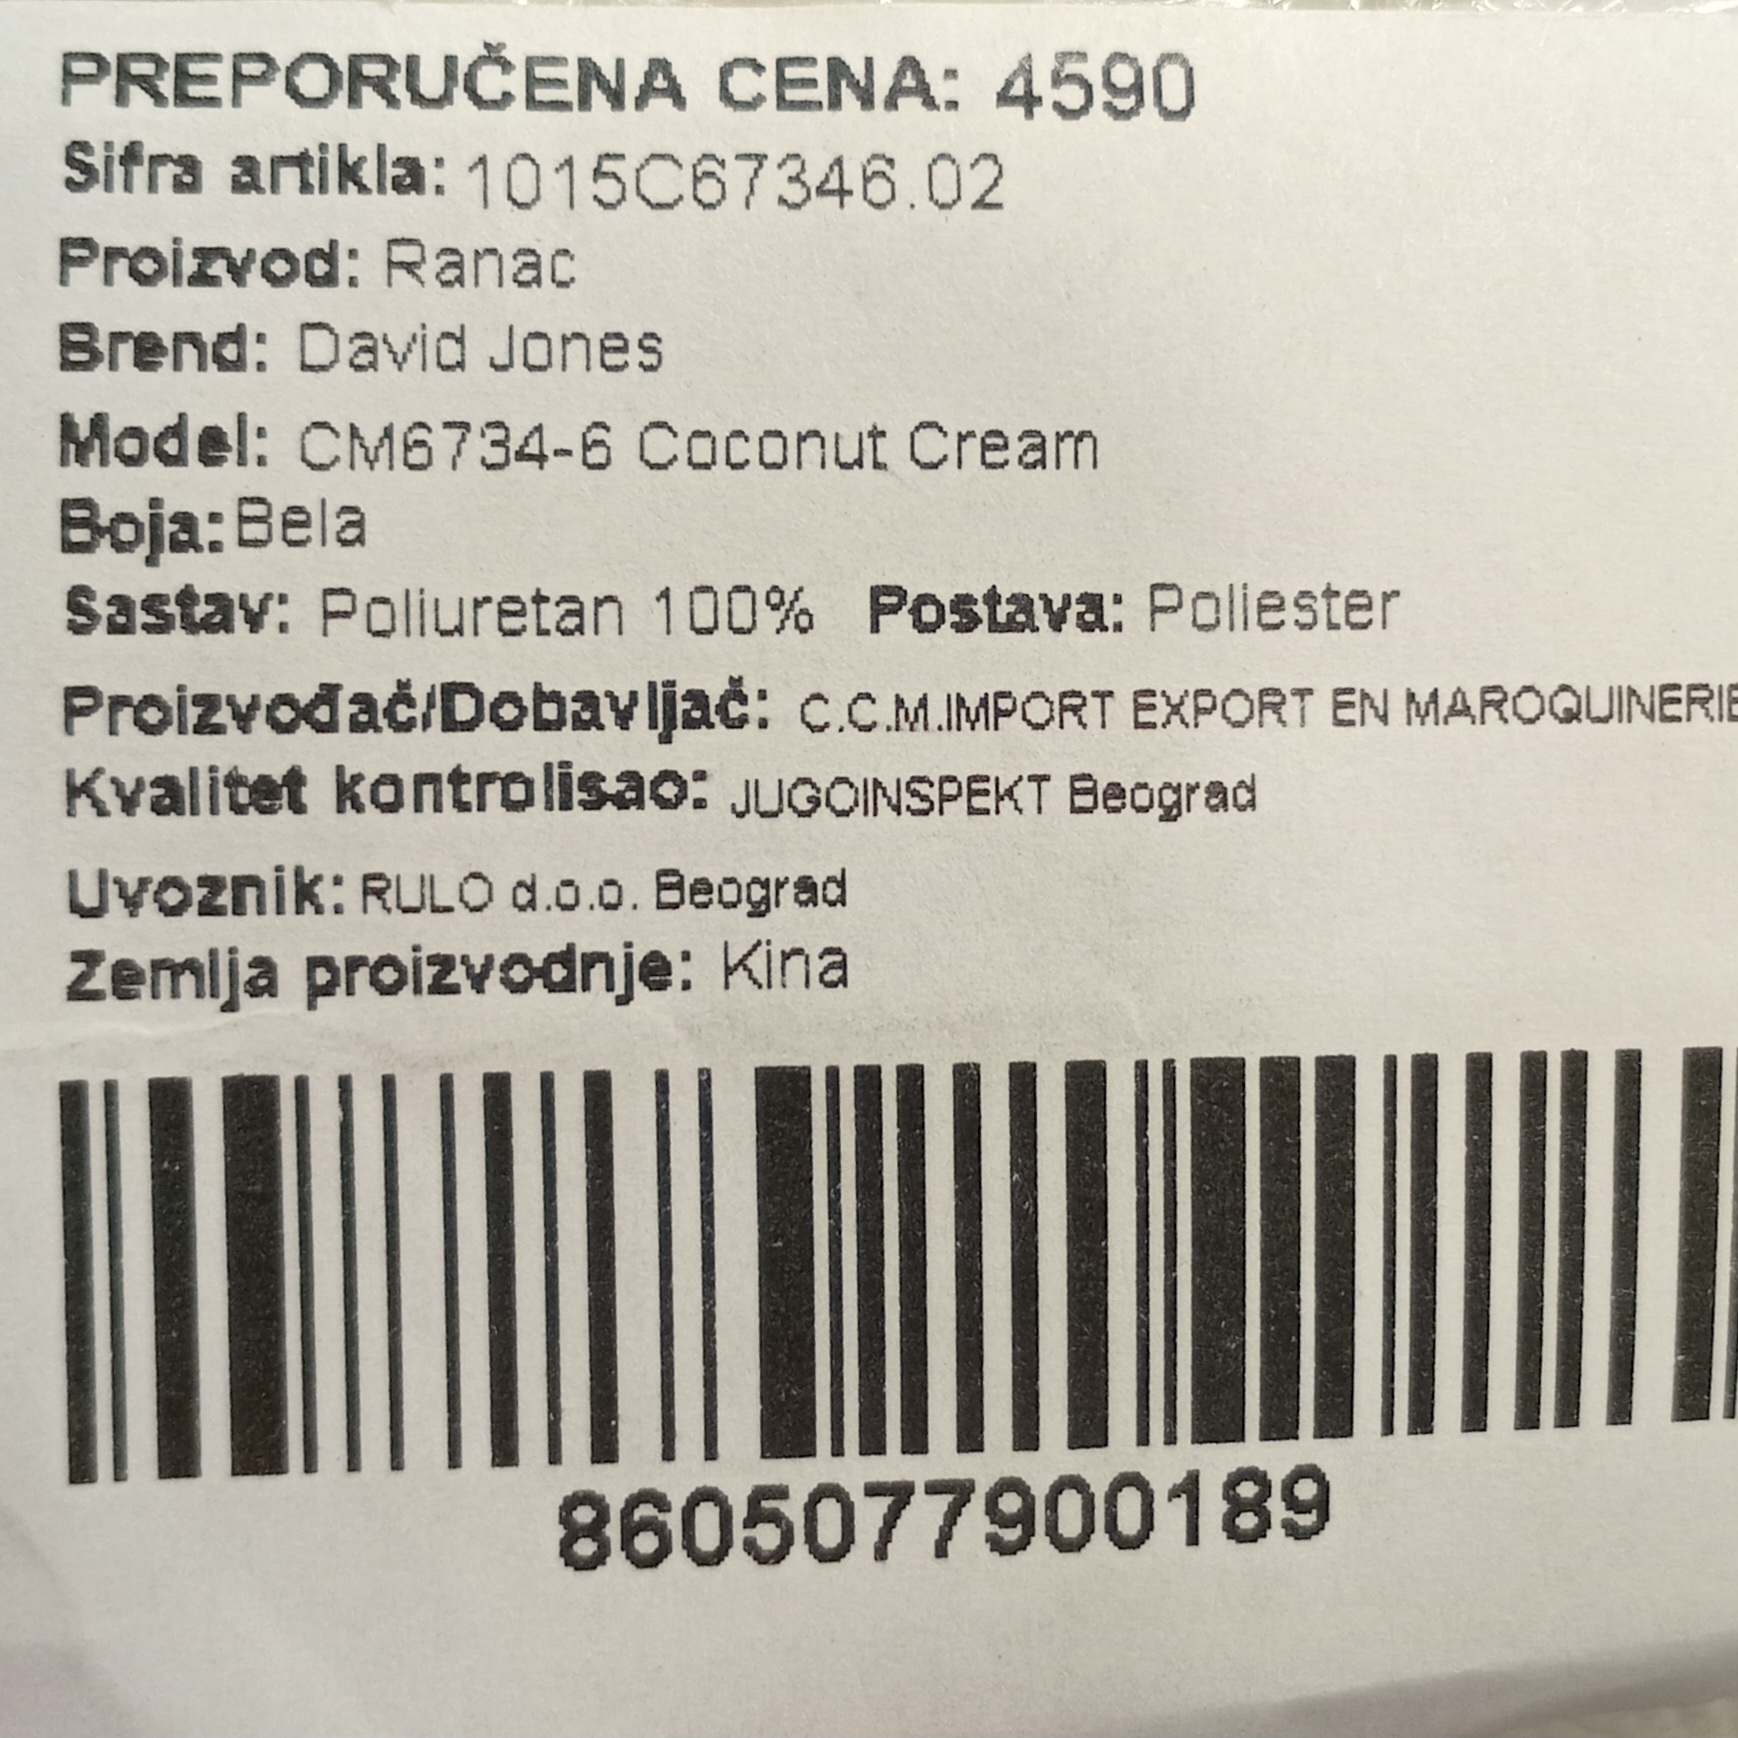 PREPORUČENA CENA: 4590
Sifra artikla: 1015C67346.02
Proizvod: Ranac
Brend: David Jones
Model: CM6734-6 Coconut Cream
Boja: Bela
Sastav: Poliuretan 100% Postava: Poliester
Proizvođač/Dobavljač: C.C.M.IMPORT EXPORT EN MAROQUINERIE
Kvalitet kontrolisao: JUGOINSPEKT Beograd
Uvoznik: RULO d.o.o. Beograd
Zemlja proizvodnje: Kina
8605077900189